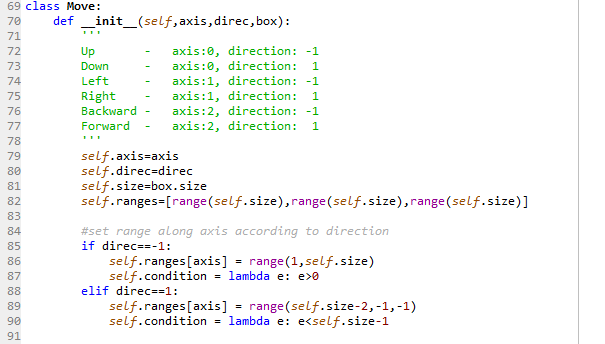 69 class Move:
70     def __init__(self,axis,direc,box):
71         '''
72         Up       -   axis:0, direction: -1
73         Down     -   axis:0, direction:  1
74         Left     -   axis:1, direction: -1
75         Right    -   axis:1, direction:  1
76         Backward -   axis:2, direction: -1
77         Forward  -   axis:2, direction:  1
78         '''
79         self.axis=axis
80         self.direc=direc
81         self.size=box.size
82         self.ranges=[range(self.size),range(self.size),range(self.size)]
83
84         #set range along axis according to direction
85         if direc==-1:
86             self.ranges[axis] = range(1,self.size)
87             self.condition = lambda e: e>0
88         elif direc==1:
89             self.ranges[axis] = range(self.size-2,-1,-1)
90             self.condition = lambda e: e<self.size-1
91